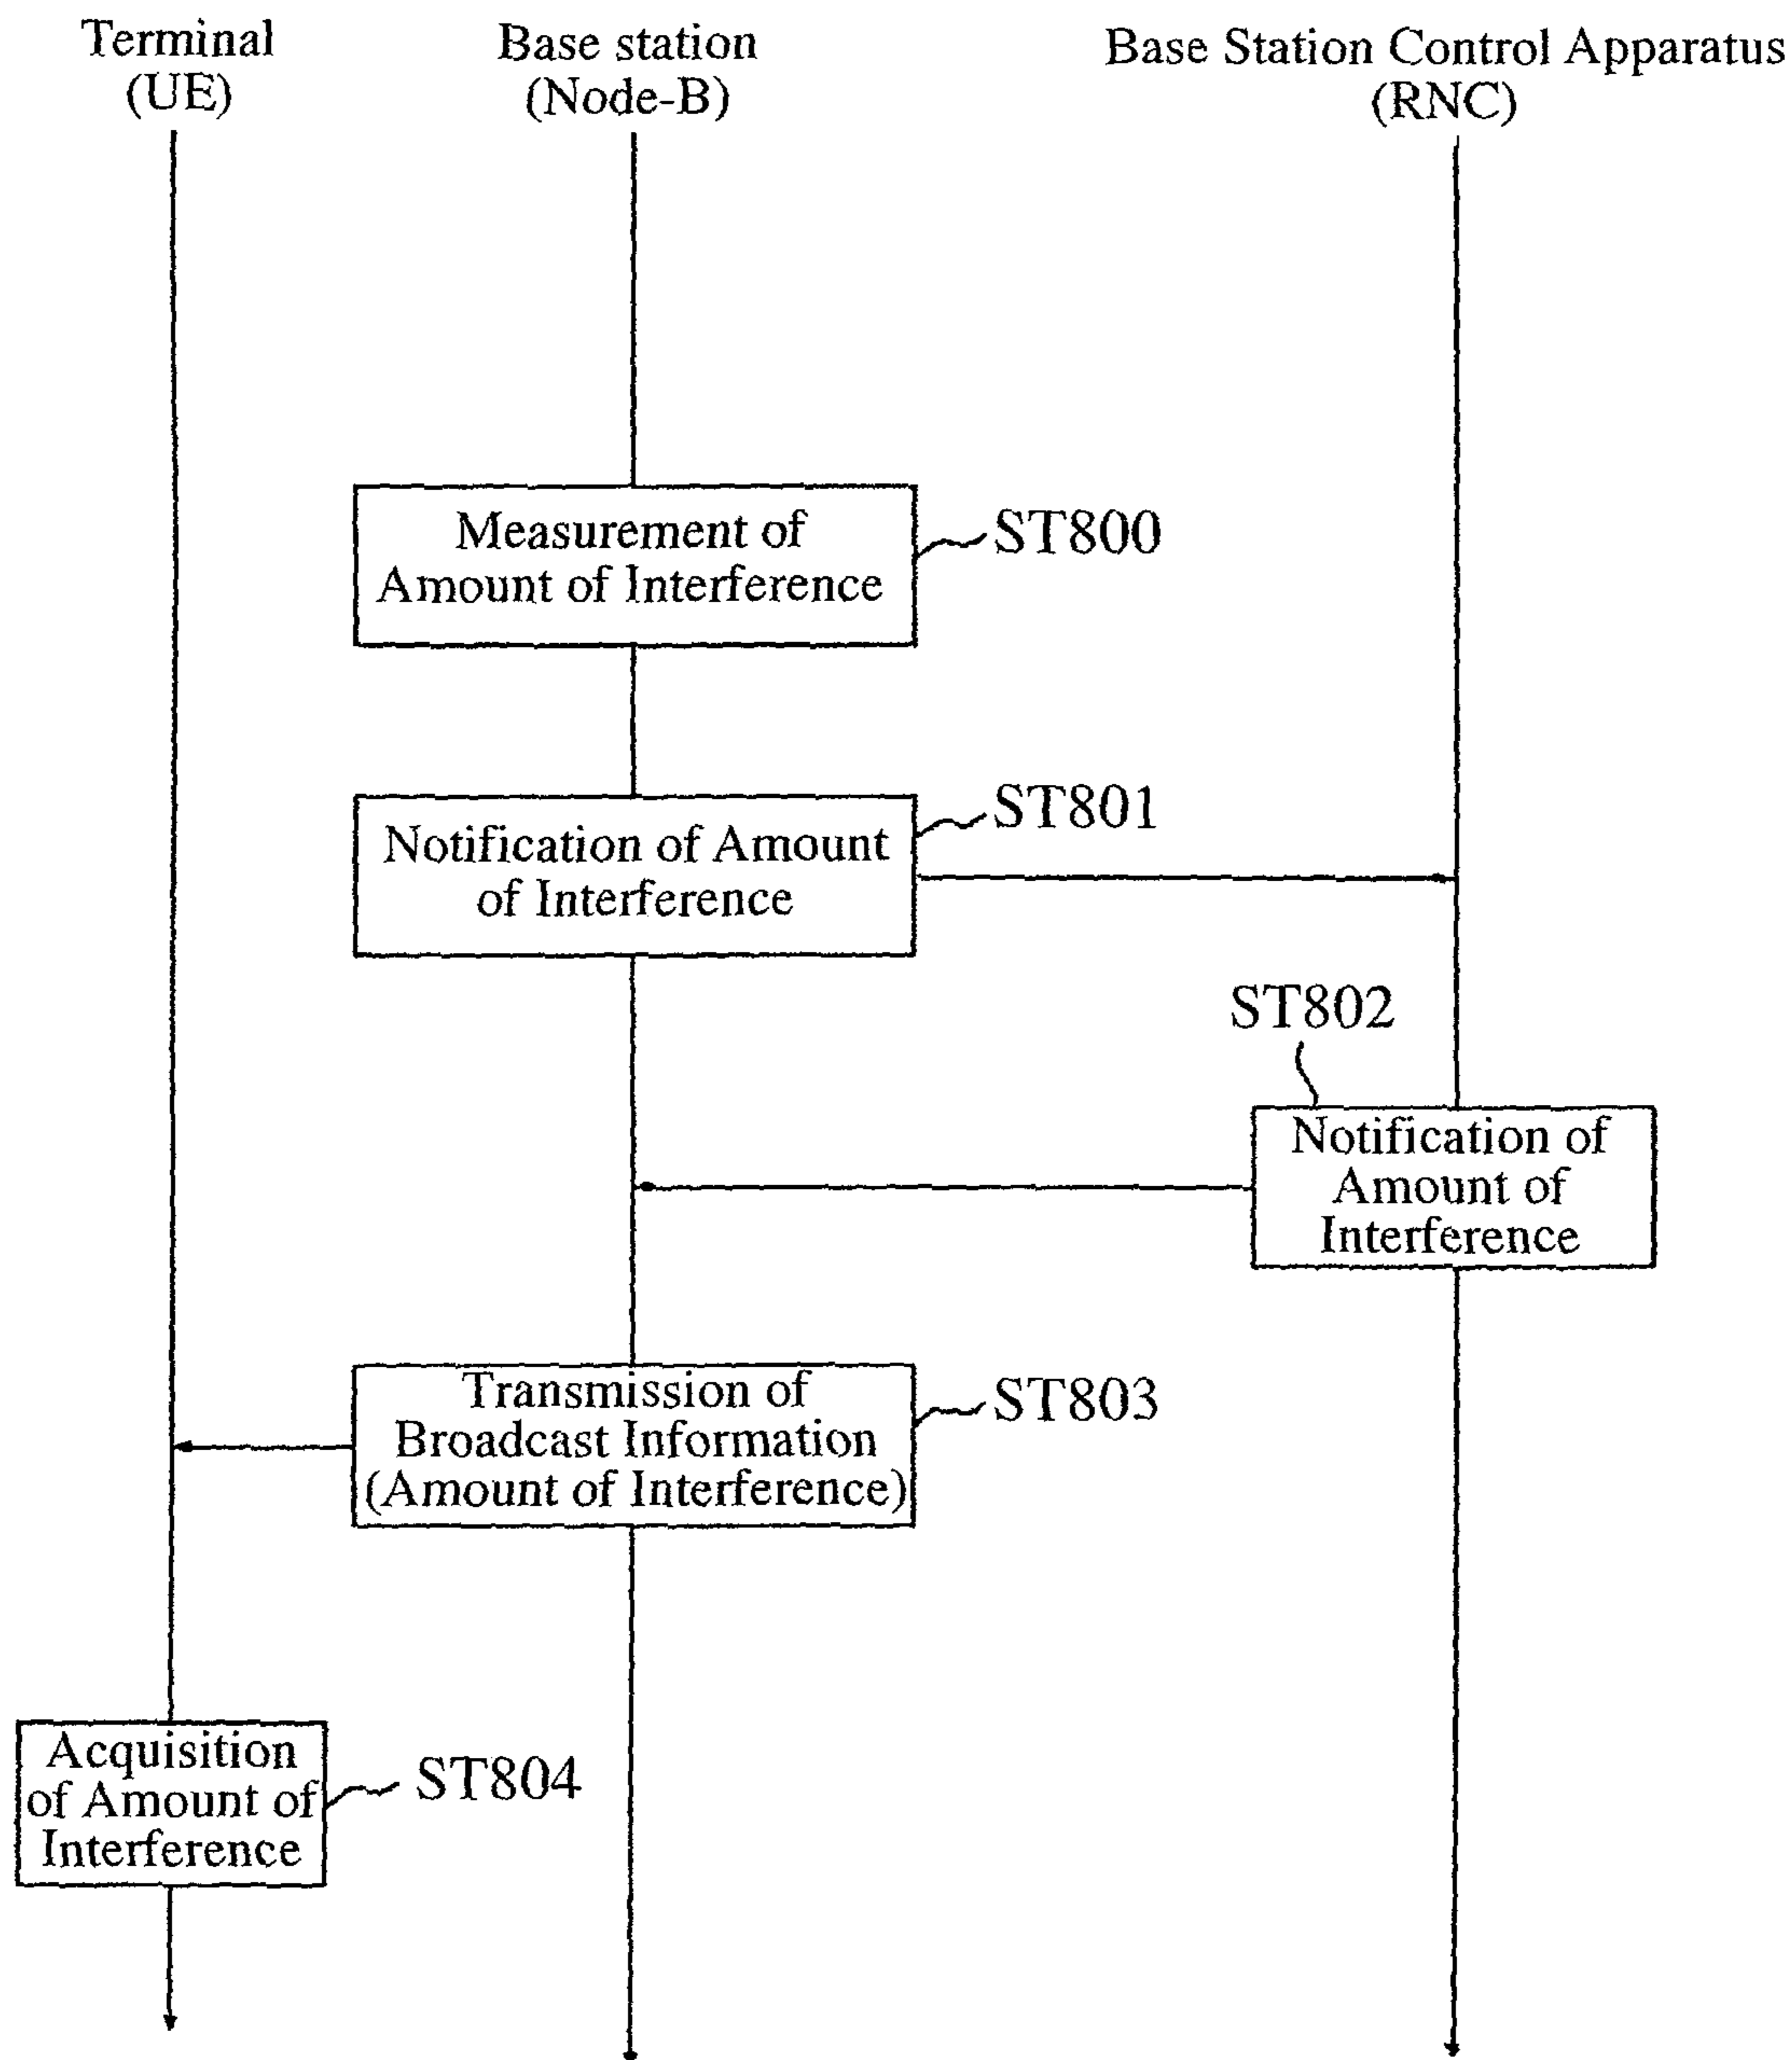 Terminal
(UE)
Base station
(Node-B)
Base Station Control Apparatus
(RNC)
Measurement of
Amount of Interference
ST800
Notification of Amount
of Interference
ST801
ST802
Notification of
Amount of
Interference
Transmission of
Broadcast Information
(Amount of Interference)
ST803
Acquisition
of Amount of
Interference
ST804